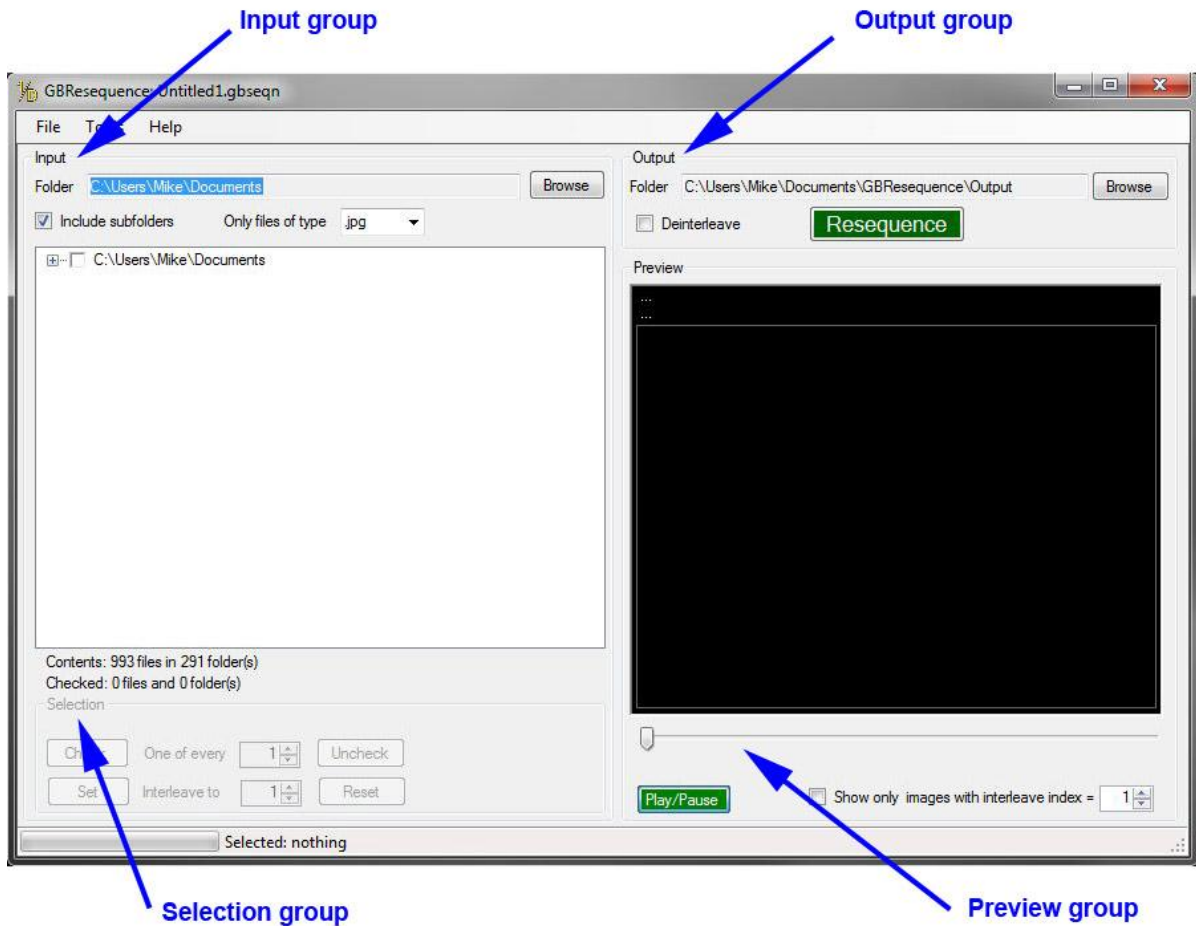 Input group
Output group
GBResequence: Untitled1.gbseqn
File Tools Help
Input
Folder C:\Users\Mike\Documents Browse
Include subfolders Only files of type .jpg
C:\Users\Mike\Documents
Contents: 993 files in 291 folder(s)
Checked: 0 files and 0 folder(s)
Selection
Check One of every 1 Uncheck
Set Interleave to 1 Reset
Selected: nothing
Output
Folder C:\Users\Mike\Documents\GBResequence\Output Browse
Deinterleave Resequence
Preview
...
...
Play/Pause Show only images with interleave index = 1
Selection group
Preview group